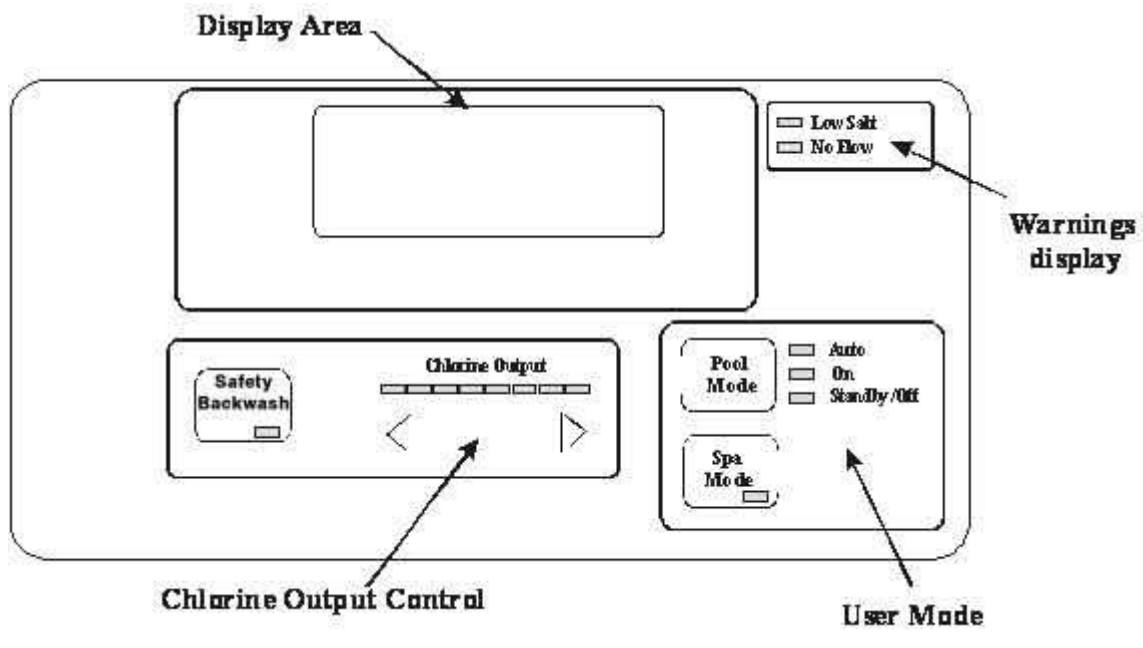 Display Area
Low Salt
No Flow
Warnings
display
Safety
Backwash
Chlorine Output
Pool
Mode
Auto
On
StandBy/Off
Spa
Mode
Chlorine Output Control
User Mode